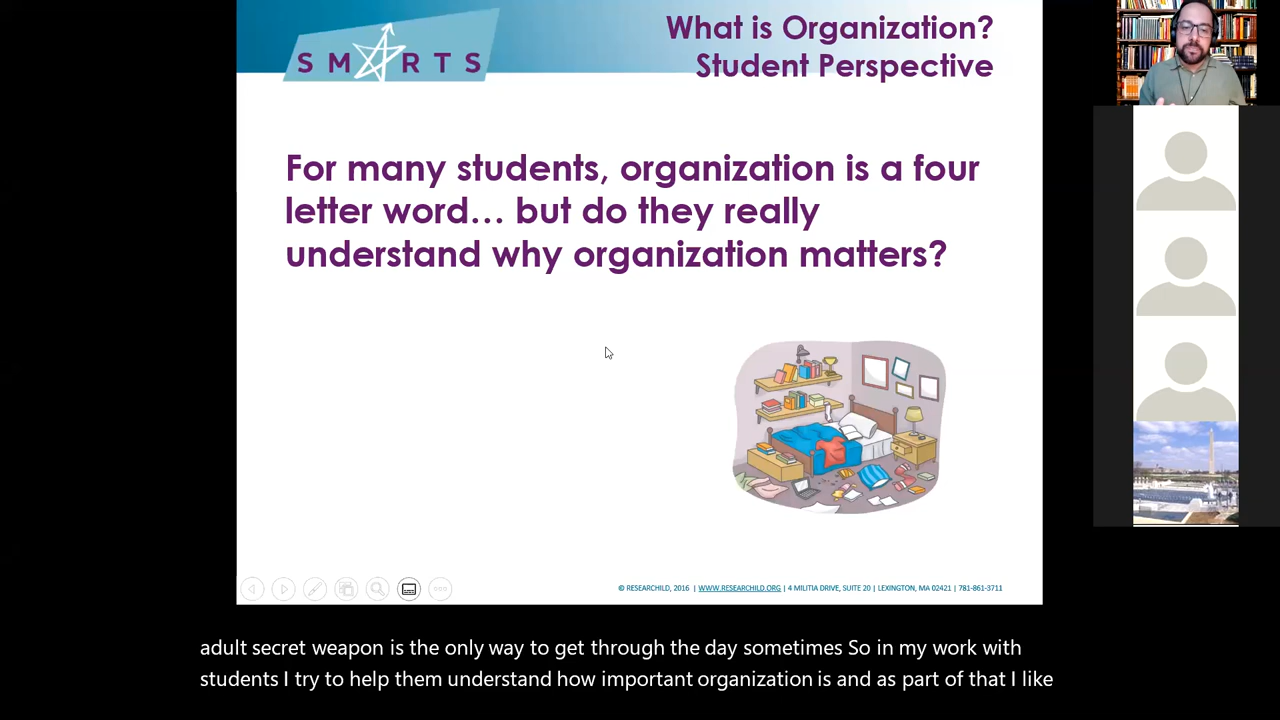 SMARTS
What is Organization?
Student Perspective
For many students, organization is a four
letter word… but do they really
understand why organization matters?
© RESEARCHILD, 2016 | WWW.RESEARCHILD.ORG | 4 MILITIA DRIVE, SUITE 20 | LEXINGTON, MA 02421 | 781-861-3711
adult secret weapon is the only way to get through the day sometimes So in my work with
students I try to help them understand how important organization is and as part of that I like